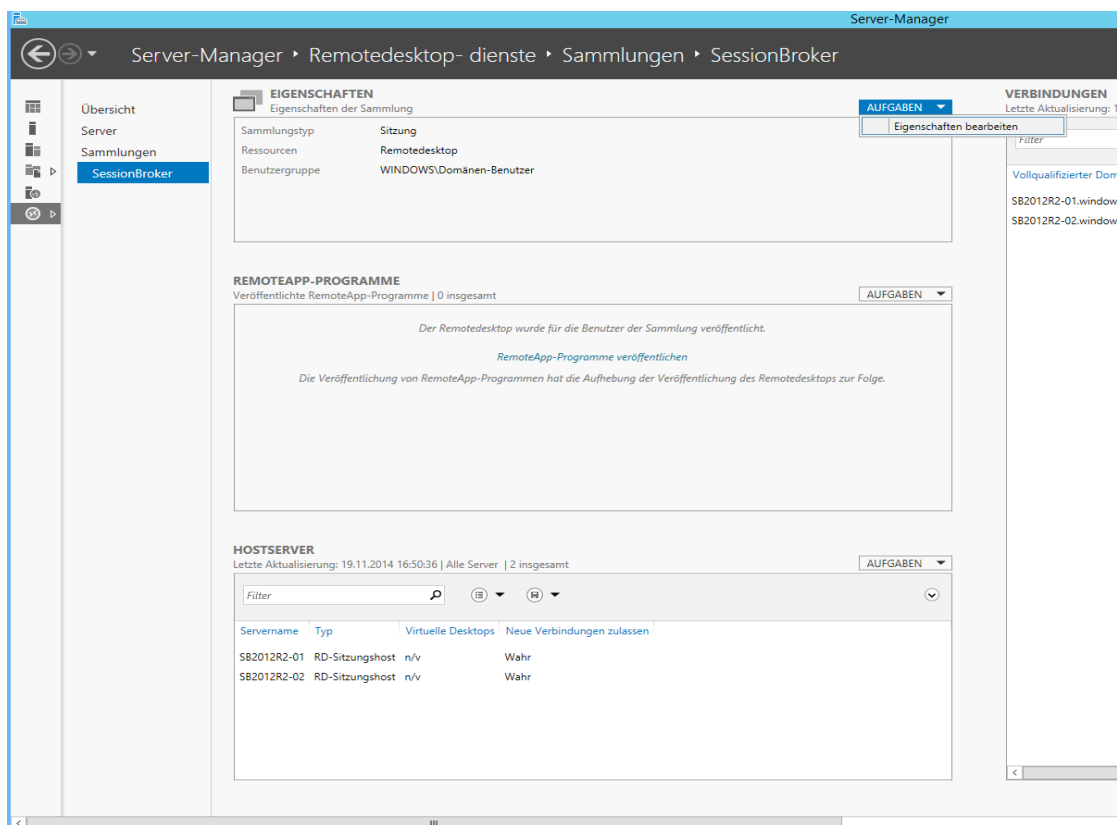 Server-Manager
Server-Manager ‣ Remotedesktop- dienste ‣ Sammlungen ‣ SessionBroker
Übersicht
Server
Sammlungen
SessionBroker
EIGENSCHAFTEN
Eigenschaften der Sammlung
AUFGABEN
Eigenschaften bearbeiten
Sammlungstyp Sitzung
Ressourcen Remotedesktop
Benutzergruppe WINDOWS\Domänen-Benutzer
REMOTEAPP-PROGRAMME
Veröffentlichte RemoteApp-Programme | 0 insgesamt
AUFGABEN
Der Remotedesktop wurde für die Benutzer der Sammlung veröffentlicht.
RemoteApp-Programme veröffentlichen
Die Veröffentlichung von RemoteApp-Programmen hat die Aufhebung der Veröffentlichung des Remotedesktops zur Folge.
HOSTSERVER
Letzte Aktualisierung: 19.11.2014 16:50:36 | Alle Server | 2 insgesamt
AUFGABEN
Filter
Servername Typ Virtuelle Desktops Neue Verbindungen zulassen
SB2012R2-01 RD-Sitzungshost n/v Wahr
SB2012R2-02 RD-Sitzungshost n/v Wahr
VERBINDUNGEN
Letzte Aktualisierung: 1
Filter
Vollqualifizierter Dom
SB2012R2-01.window
SB2012R2-02.window